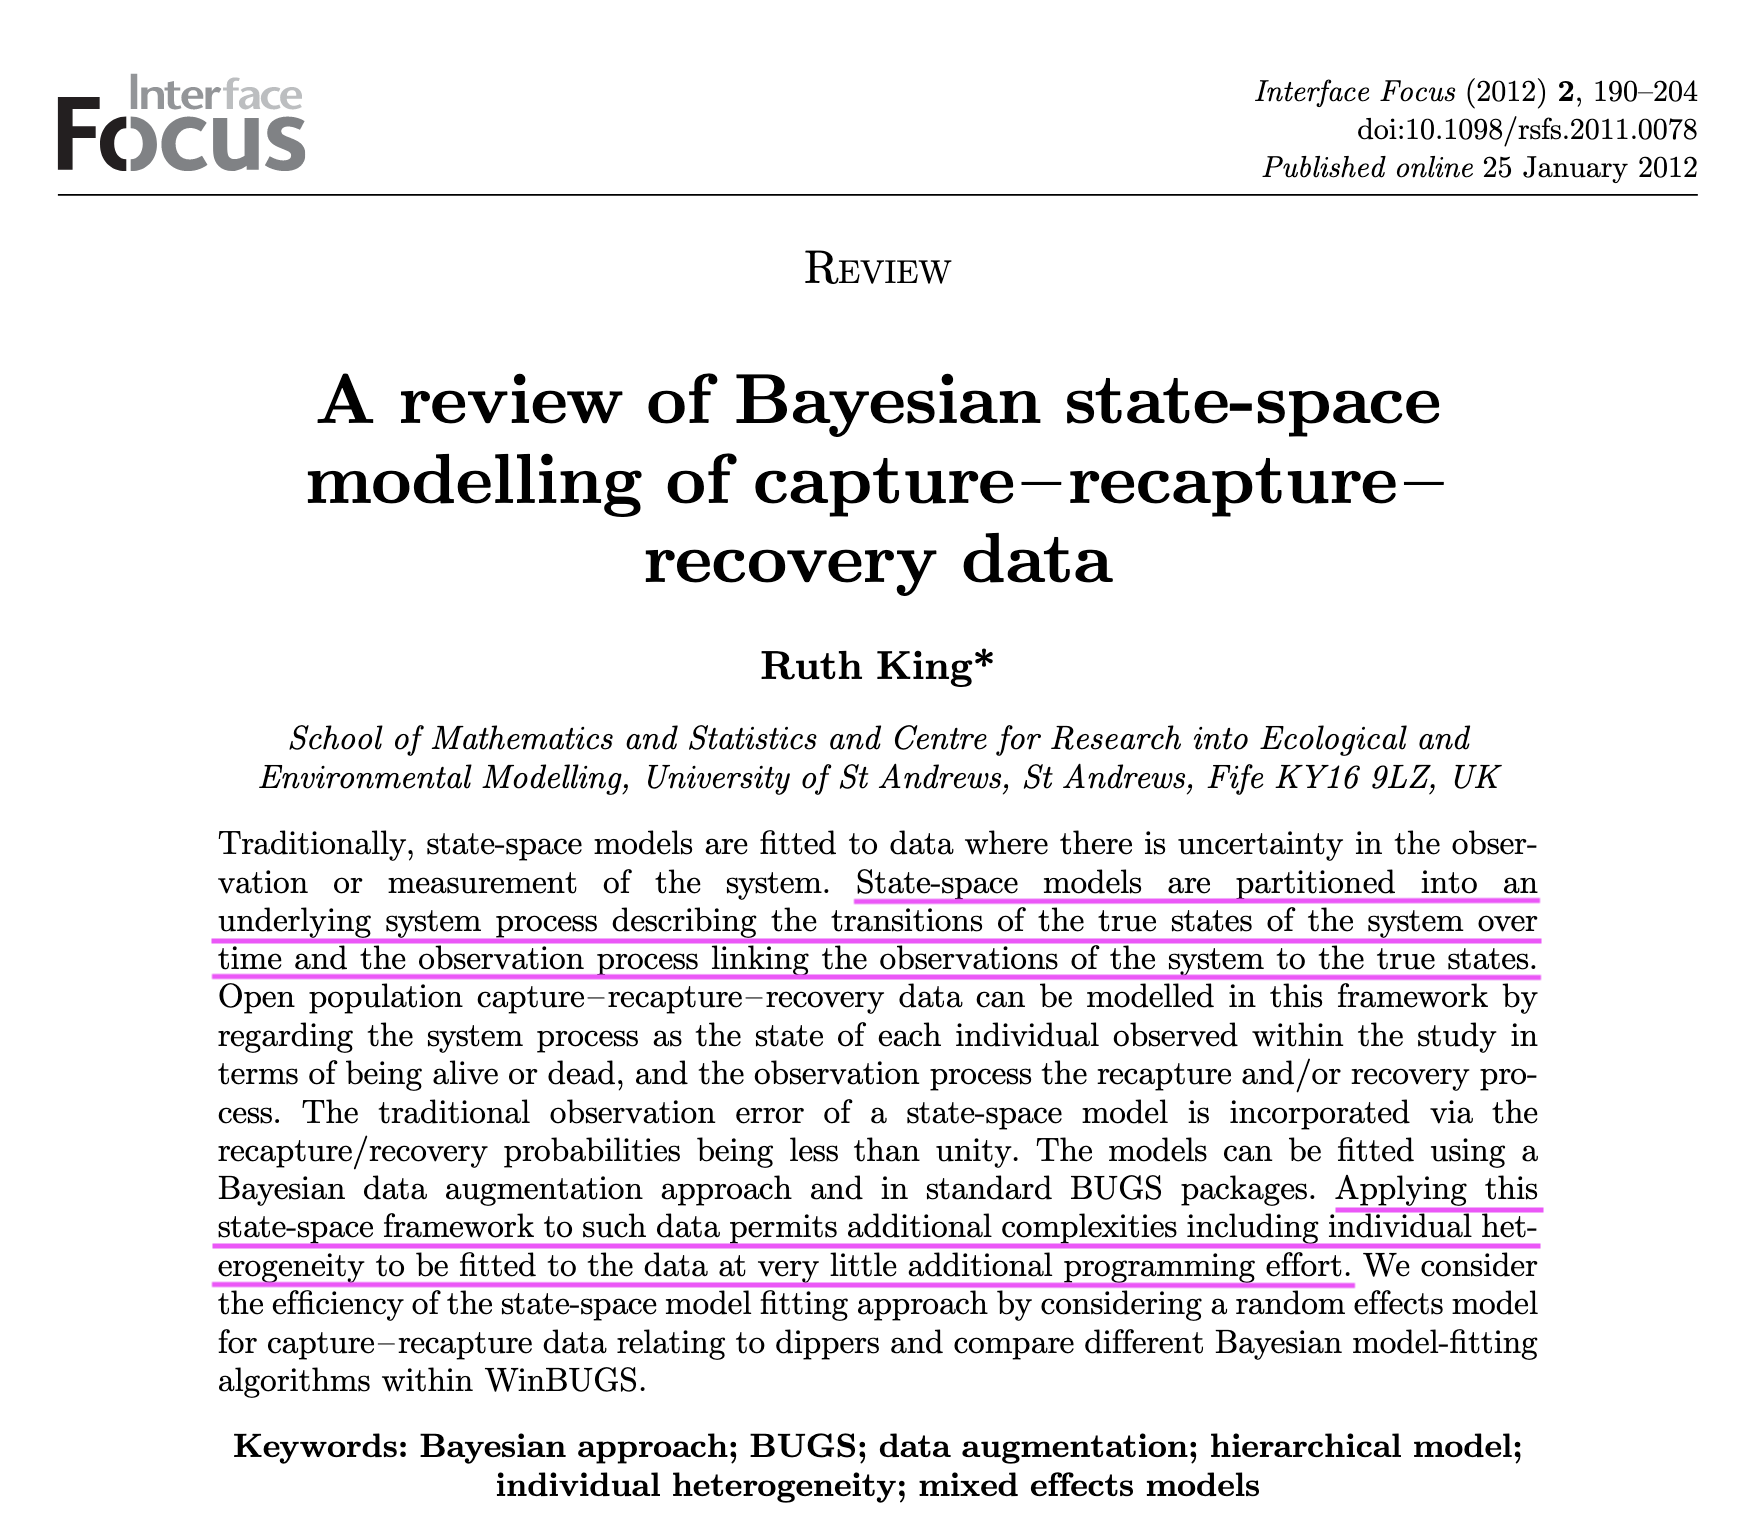 Interface
Focus
Interface Focus (2012) 2, 190–204
doi:10.1098/rsfs.2011.0078
Published online 25 January 2012
REVIEW
A review of Bayesian state-space
modelling of capture–recapture–
recovery data
Ruth King*
School of Mathematics and Statistics and Centre for Research into Ecological and
Environmental Modelling, University of St Andrews, St Andrews, Fife KY16 9LZ, UK
Traditionally, state-space models are fitted to data where there is uncertainty in the obser-
vation or measurement of the system. State-space models are partitioned into an
underlying system process describing the transitions of the true states of the system over
time and the observation process linking the observations of the system to the true states.
Open population capture–recapture–recovery data can be modelled in this framework by
regarding the system process as the state of each individual observed within the study in
terms of being alive or dead, and the observation process the recapture and/or recovery pro-
cess. The traditional observation error of a state-space model is incorporated via the
recapture/recovery probabilities being less than unity. The models can be fitted using a
Bayesian data augmentation approach and in standard BUGS packages. Applying this
state-space framework to such data permits additional complexities including individual het-
erogeneity to be fitted to the data at very little additional programming effort. We consider
the efficiency of the state-space model fitting approach by considering a random effects model
for capture–recapture data relating to dippers and compare different Bayesian model-fitting
algorithms within WinBUGS.
Keywords: Bayesian approach; BUGS; data augmentation; hierarchical model;
individual heterogeneity; mixed effects models